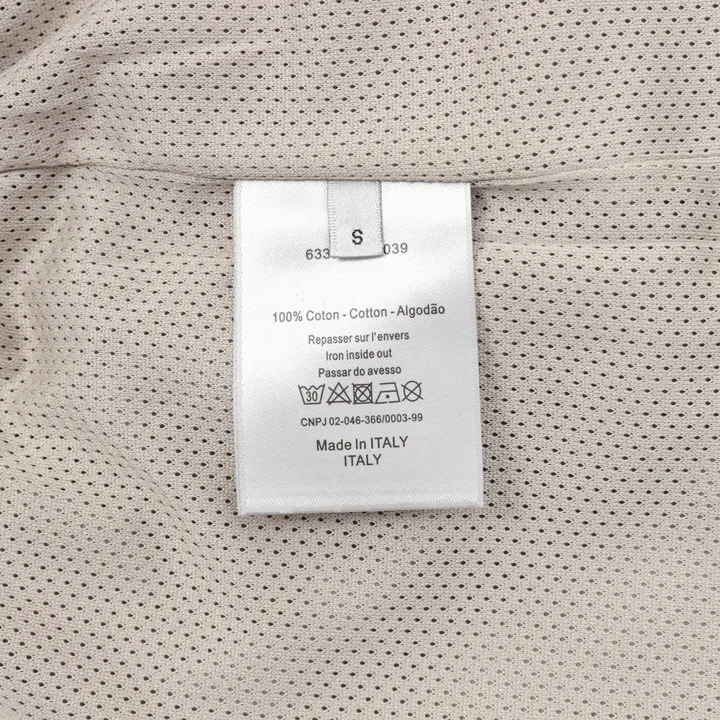 S
633 039
100% Coton - Cotton - Algodão
Repasser sur l'envers
Iron inside out
Passar do avesso
30
CNPJ 02-046-366/0003-99
Made In ITALY
ITALY